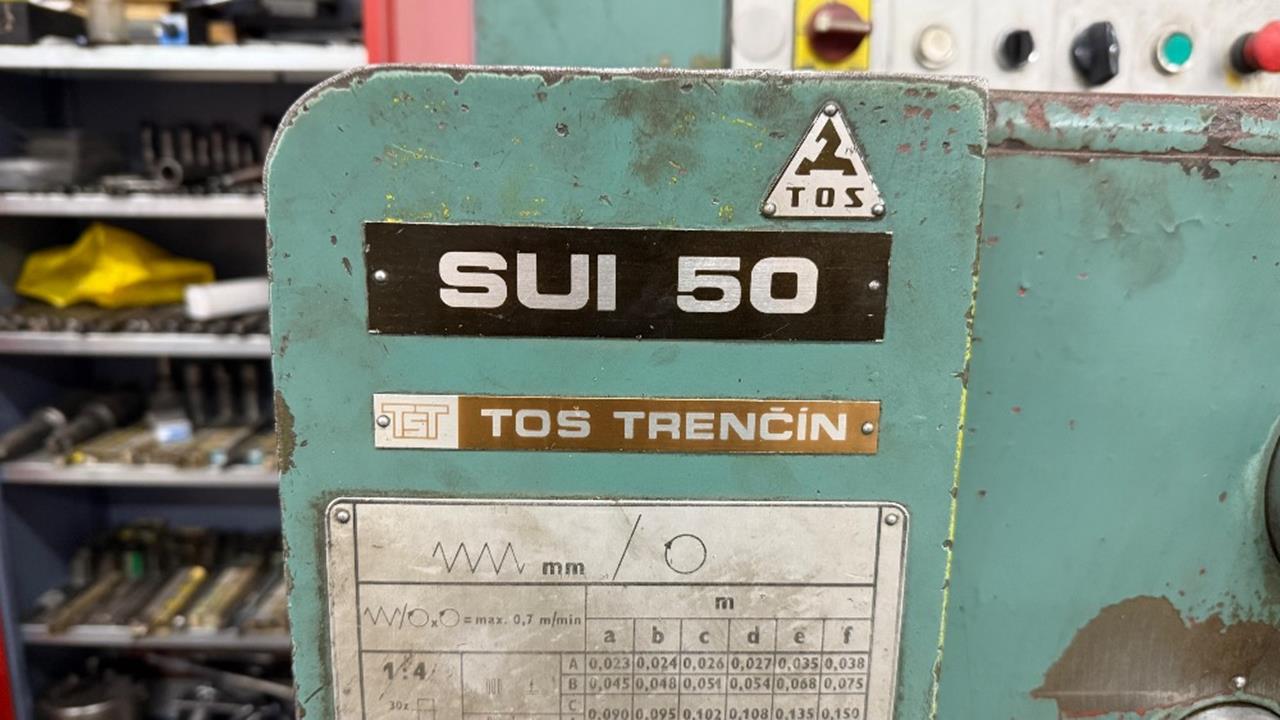 TOS
SUI 50
TST TOS TRENČÍN
mm /
= max. 0,7 m/min
m
a b c d e f
1:4
A 0,023 0,024 0,026 0,027 0,035 0,038
B 0,045 0,048 0,051 0,054 0,068 0,075
30x
C 0,090 0,095 0,102 0,108 0,135 0,150